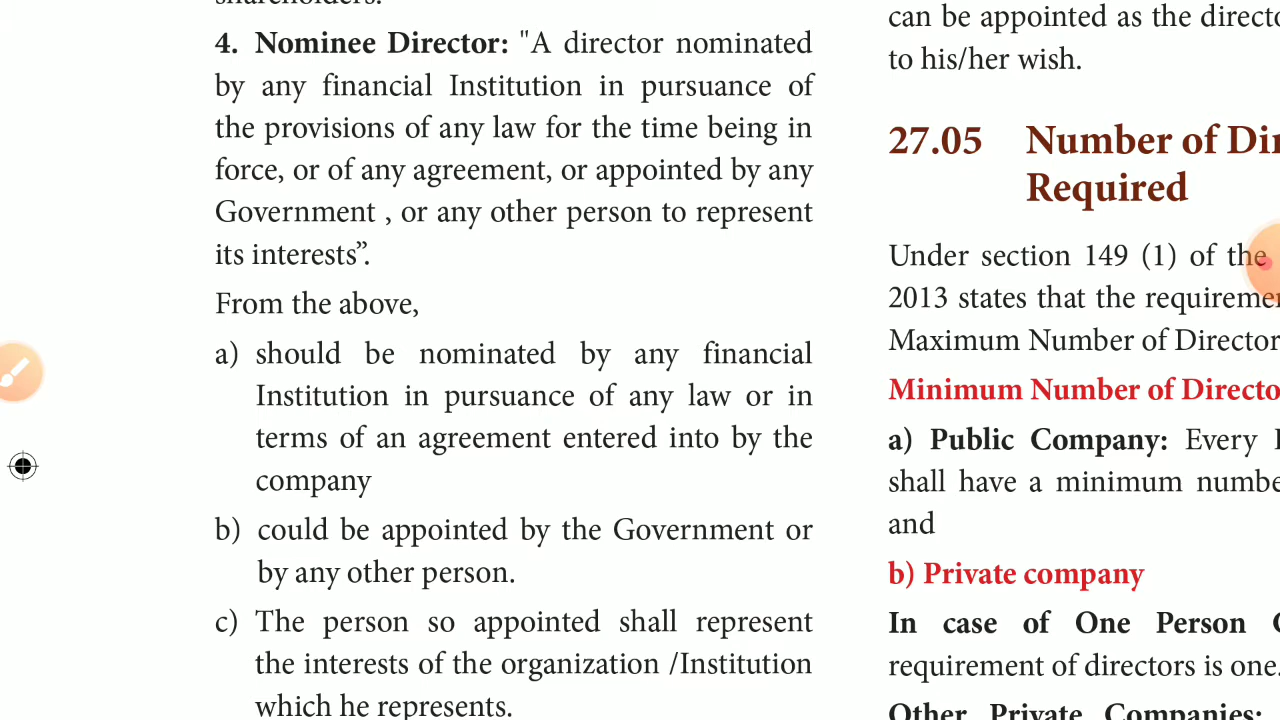 shareholders.
4. Nominee Director: "A director nominated
by any financial Institution in pursuance of
the provisions of any law for the time being in
force, or of any agreement, or appointed by any
Government , or any other person to represent
its interests”.
From the above,
a) should be nominated by any financial
Institution in pursuance of any law or in
terms of an agreement entered into by the
company
b) could be appointed by the Government or
by any other person.
c) The person so appointed shall represent
the interests of the organization /Institution
which he represents.
can be appointed as the
to his/her wish.
27.05 Number of
Required
Under section 149 (1) of the
2013 states that the
Maximum Number of
Minimum Number of
a) Public Company: Every
shall have a minimum
and
b) Private company
In case of One Person
requirement of directors is one.
Other Private Companies: